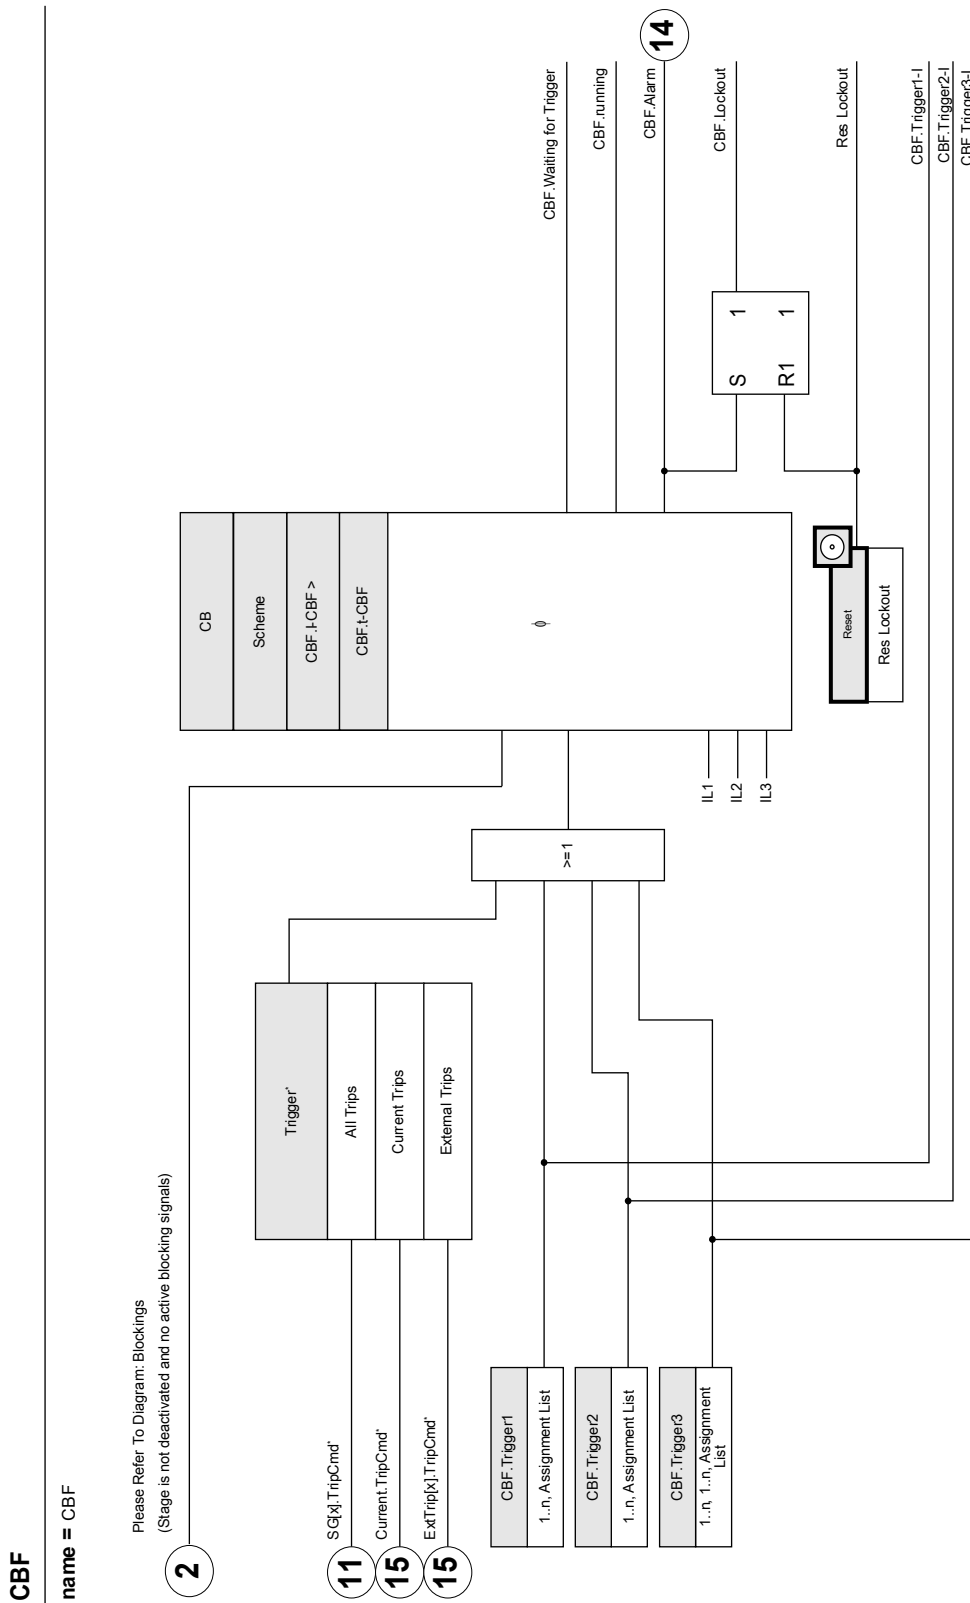 CBF
name = CBF
2
Please Refer To Diagram: Blockings
(Stage is not deactivated and no active blocking signals)
11
SG[x].TripCmd*
15
Current.TripCmd*
15
ExtTrip[x].TripCmd*
Trigger*
All Trips
Current Trips
External Trips
CBF.Trigger1
1..n, Assignment List
CBF.Trigger2
1..n, Assignment List
CBF.Trigger3
1..n, 1..n, Assignment
List
>=1
IL1
IL2
IL3
CB
Scheme
CBF.I-CBF >
CBF.t-CBF
φ
Reset
Res Lockout
S 1
R1 1
CBF.Waiting for Trigger
CBF.running
CBF.Alarm
14
CBF.Lockout
Res Lockout
CBF.Trigger1-I
CBF.Trigger2-I
CBF.Trigger3-I